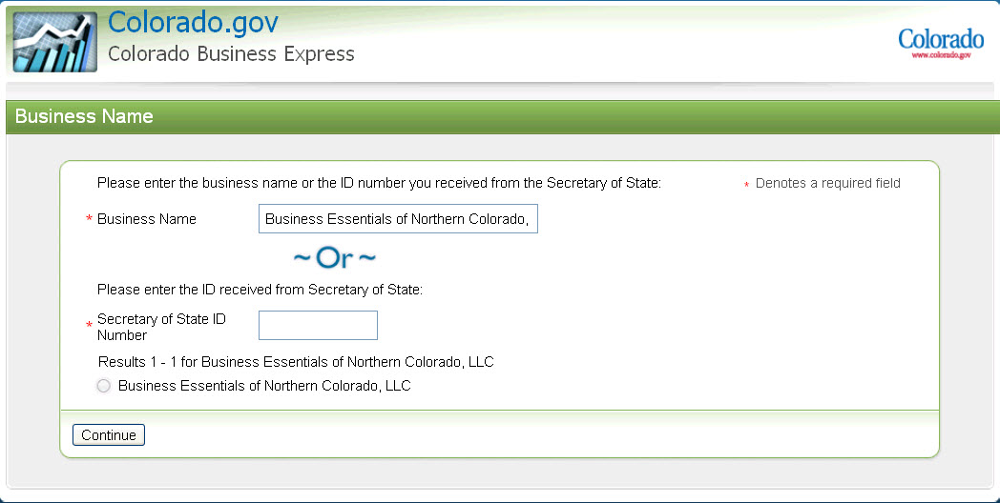 Colorado.gov
Colorado Business Express
Colorado
www.colorado.gov
Business Name
Please enter the business name or the ID number you received from the Secretary of State:
* Denotes a required field
* Business Name
Business Essentials of Northern Colorado,
~ Or ~
Please enter the ID received from Secretary of State:
* Secretary of State ID
Number
Results 1 - 1 for Business Essentials of Northern Colorado, LLC
Business Essentials of Northern Colorado, LLC
Continue